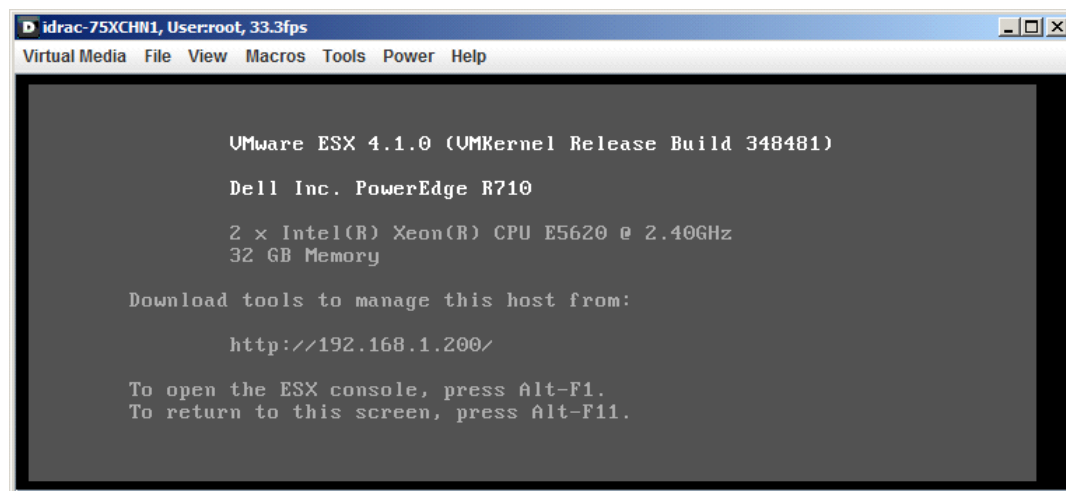 idrac-75XCHN1, User:root, 33.3fps
Virtual Media File View Macros Tools Power Help
VMware ESX 4.1.0 (VMKernel Release Build 348481)
Dell Inc. PowerEdge R710
2 x Intel(R) Xeon(R) CPU E5620 @ 2.40GHz
32 GB Memory
Download tools to manage this host from:
http://192.168.1.200/
To open the ESX console, press Alt-F1.
To return to this screen, press Alt-F11.